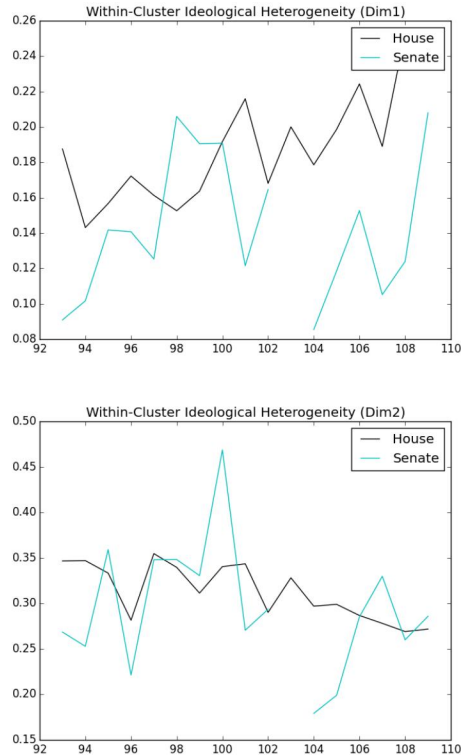 Within-Cluster Ideological Heterogeneity (Dim1)
0.26
0.24
0.22
0.20
0.18
0.16
0.14
0.12
0.10
0.08
House
Senate
92 94 96 98 100 102 104 106 108 110
Within-Cluster Ideological Heterogeneity (Dim2)
0.50
0.45
0.40
0.35
0.30
0.25
0.20
0.15
House
Senate
92 94 96 98 100 102 104 106 108 110